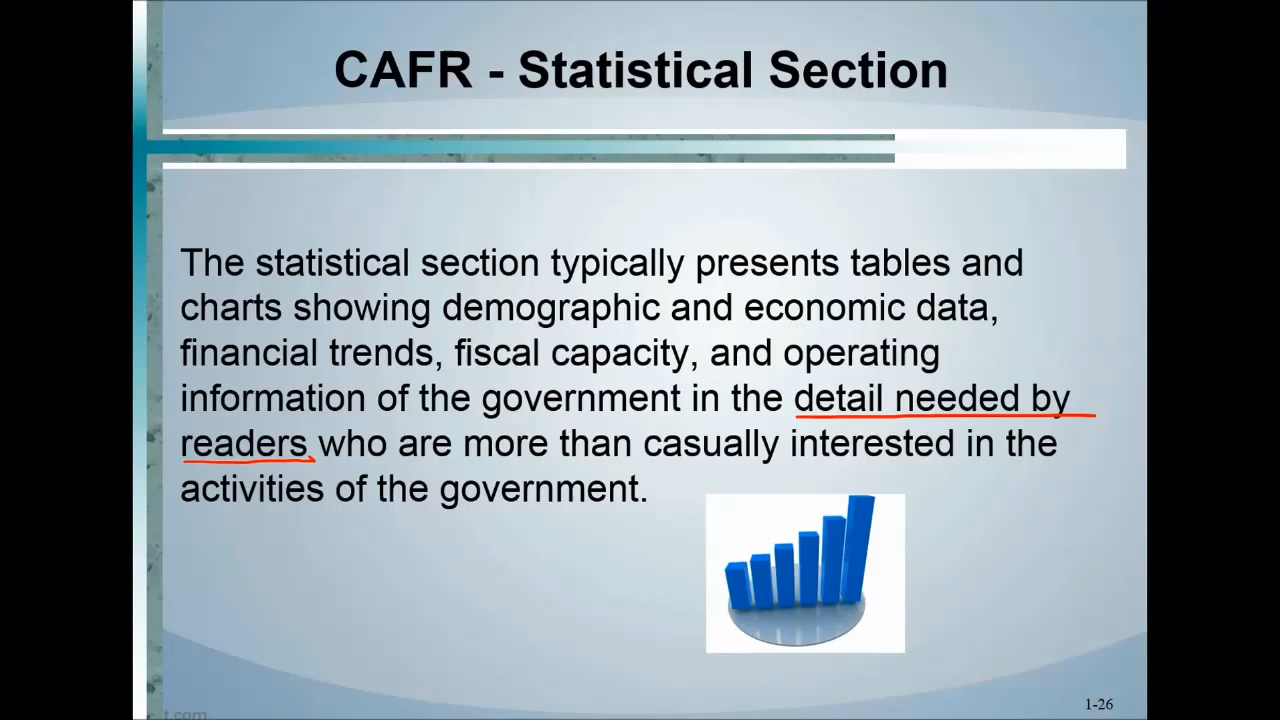 CAFR - Statistical Section
The statistical section typically presents tables and
charts showing demographic and economic data,
financial trends, fiscal capacity, and operating
information of the government in the detail needed by
readers who are more than casually interested in the
activities of the government.
1-26
t.com